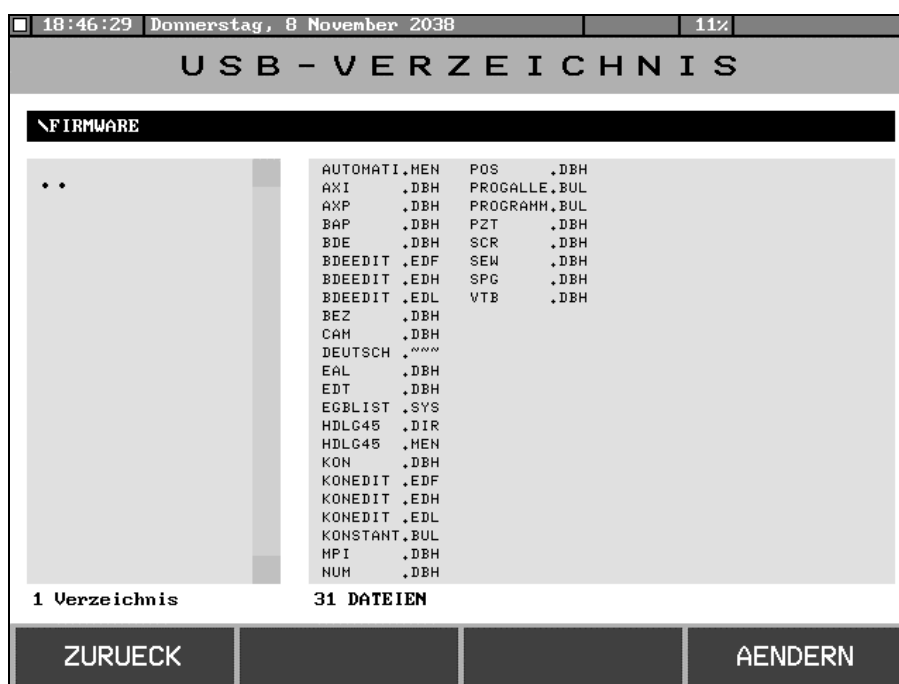 18:46:29 Donnerstag, 8 November 2038 11%
USB-VERZEICHNIS
\FIRMWARE
..
AUTOMATI.MEN
AXI .DBH
AXP .DBH
BAP .DBH
BDE .DBH
BDEEDIT .EDF
BDEEDIT .EDH
BDEEDIT .EDL
BEZ .DBH
CAM .DBH
DEUTSCH .~~~
EAL .DBH
EDT .DBH
EGBLIST .SYS
HDLG45 .DIR
HDLG45 .MEN
KON .DBH
KONEDIT .EDF
KONEDIT .EDH
KONEDIT .EDL
KONSTANT.BUL
MPI .DBH
NUM .DBH
POS .DBH
PROGALLE.BUL
PROGRAMM.BUL
PZT .DBH
SCR .DBH
SEW .DBH
SPG .DBH
VTB .DBH
1 Verzeichnis
31 DATEIEN
ZURUECK
AENDERN